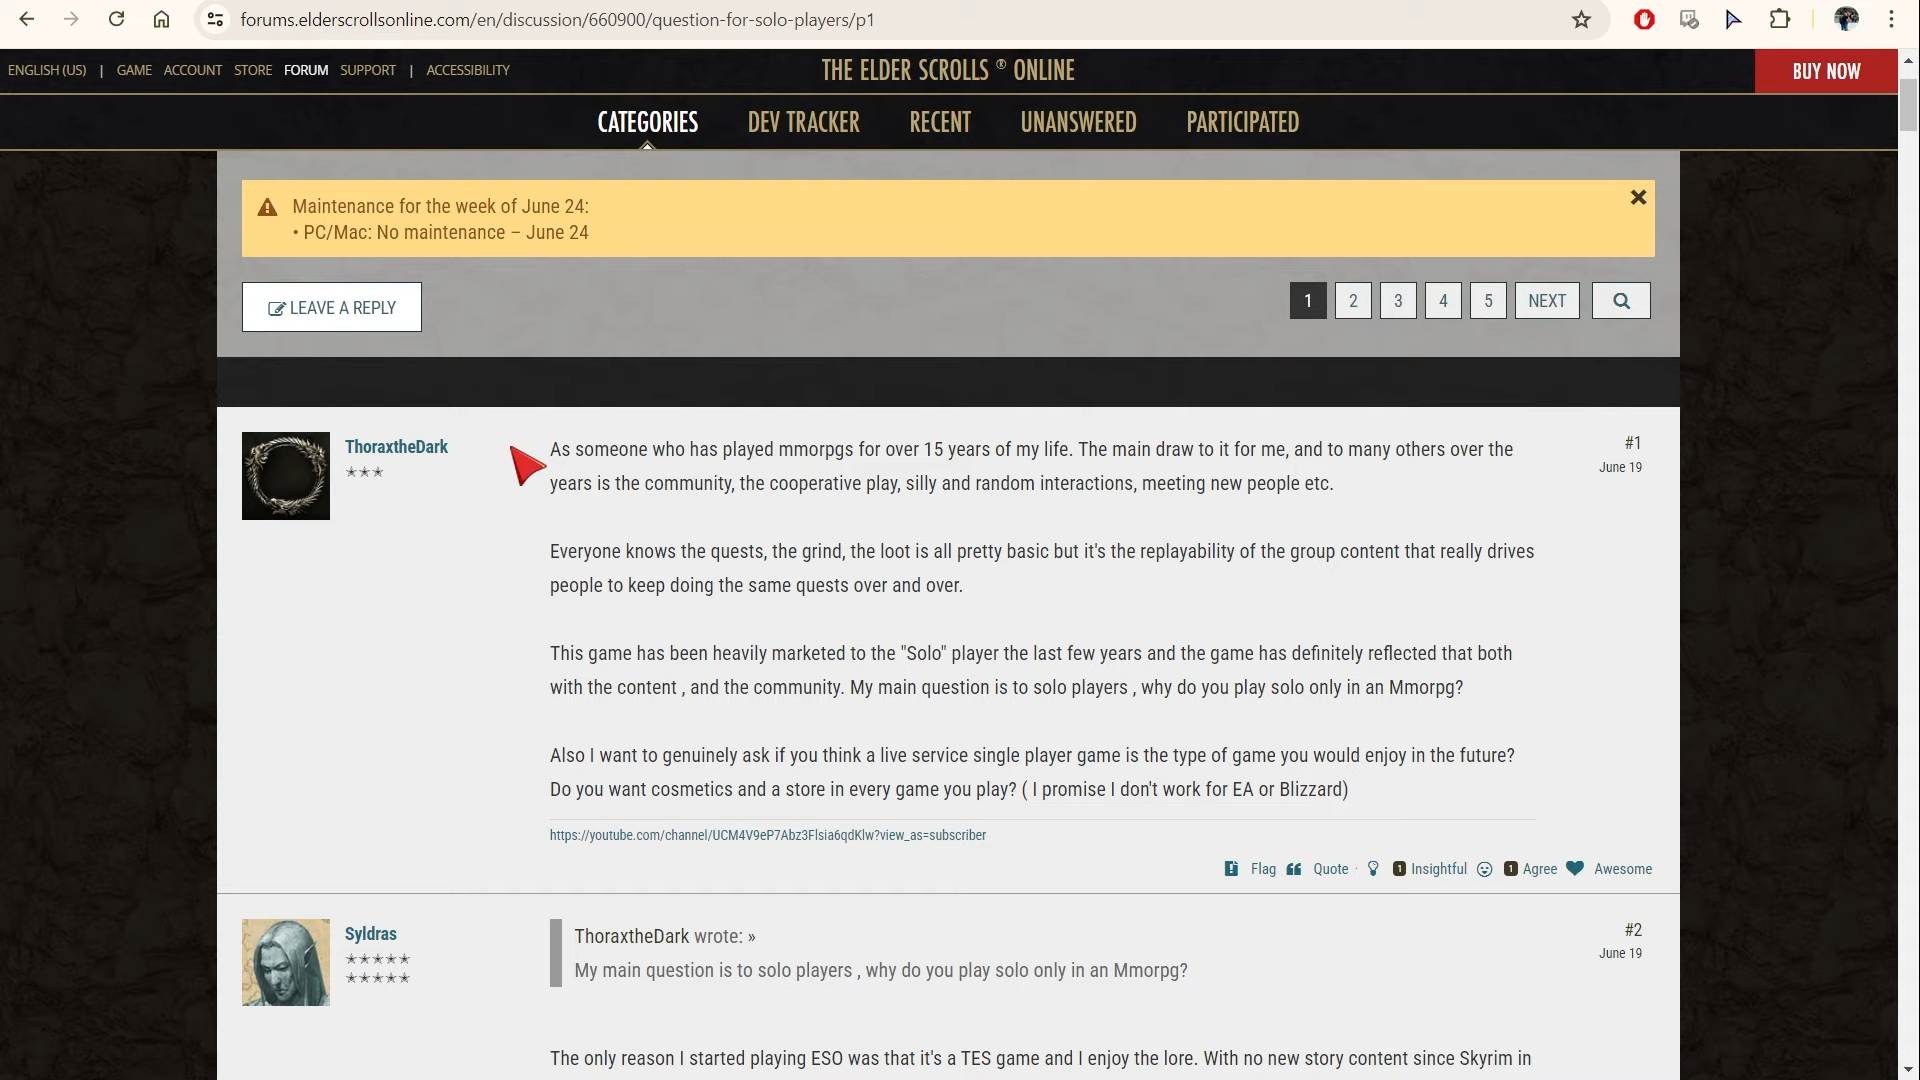 forums.elderscrollsonline.com/en/discussion/660900/question-for-solo-players/p1
ENGLISH (US) | GAME ACCOUNT STORE FORUM SUPPORT | ACCESSIBILITY
THE ELDER SCROLLS ® ONLINE
BUY NOW
CATEGORIES DEV TRACKER RECENT UNANSWERED PARTICIPATED
Maintenance for the week of June 24:
• PC/Mac: No maintenance – June 24
LEAVE A REPLY
1 2 3 4 5 NEXT
ThoraxtheDark
#1
June 19
As someone who has played mmorpgs for over 15 years of my life. The main draw to it for me, and to many others over the
years is the community, the cooperative play, silly and random interactions, meeting new people etc.
Everyone knows the quests, the grind, the loot is all pretty basic but it's the replayability of the group content that really drives
people to keep doing the same quests over and over.
This game has been heavily marketed to the "Solo" player the last few years and the game has definitely reflected that both
with the content , and the community. My main question is to solo players , why do you play solo only in an Mmorpg?
Also I want to genuinely ask if you think a live service single player game is the type of game you would enjoy in the future?
Do you want cosmetics and a store in every game you play? ( I promise I don't work for EA or Blizzard)
https://youtube.com/channel/UCM4V9eP7Abz3Flsia6qdKlw?view_as=subscriber
Flag Quote · 1 Insightful 1 Agree Awesome
Syldras
#2
June 19
ThoraxtheDark wrote: »
My main question is to solo players , why do you play solo only in an Mmorpg?
The only reason I started playing ESO was that it's a TES game and I enjoy the lore. With no new story content since Skyrim in